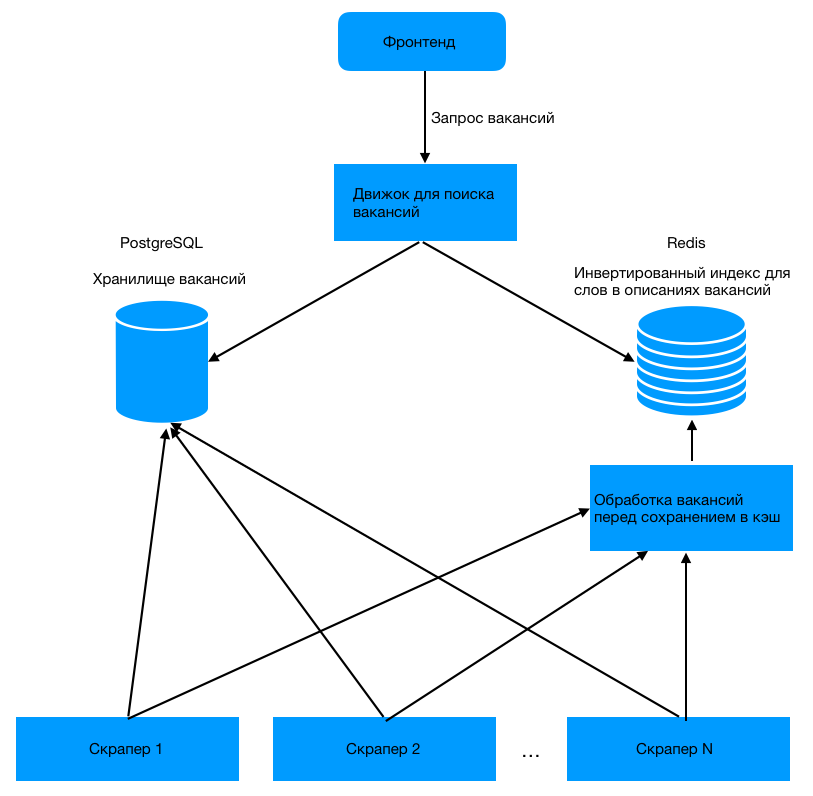 Фронтенд
Запрос вакансий
Движок для поиска
вакансий
PostgreSQL
Redis
Хранилище вакансий
Инвертированный индекс для
слов в описаниях вакансий
Обработка вакансий
перед сохранением в кэш
Скрапер 1
Скрапер 2
...
Скрапер N